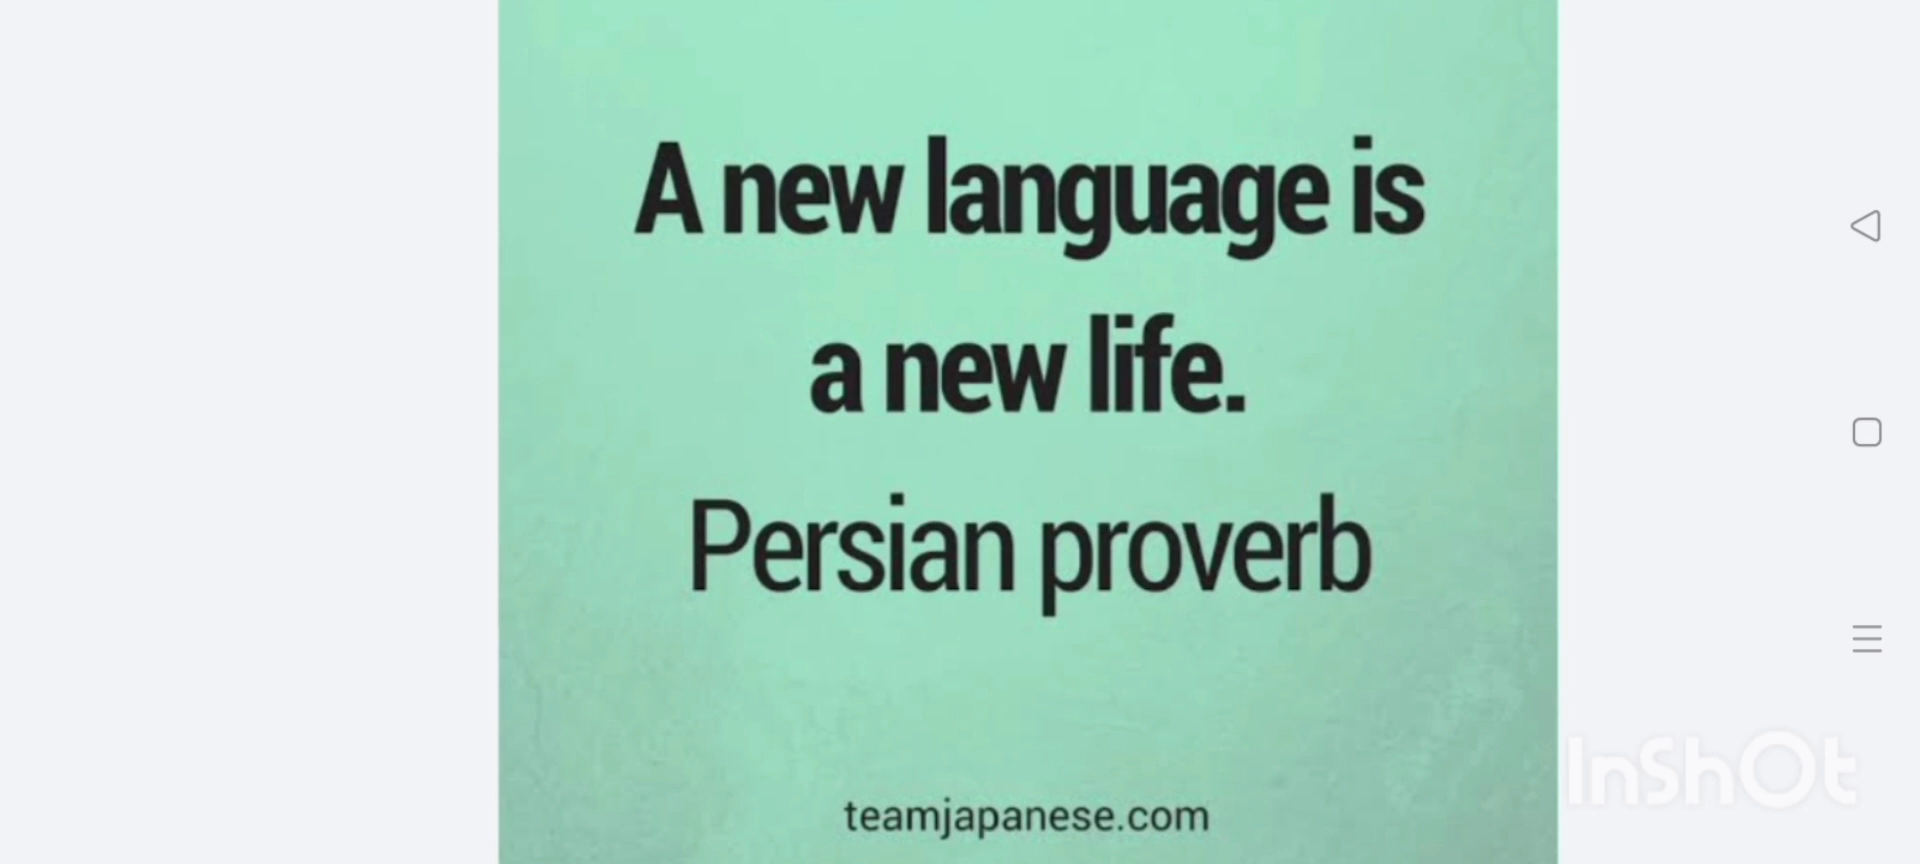 A new language is
a new life.
Persian proverb
teamjapanese.com
InShOt